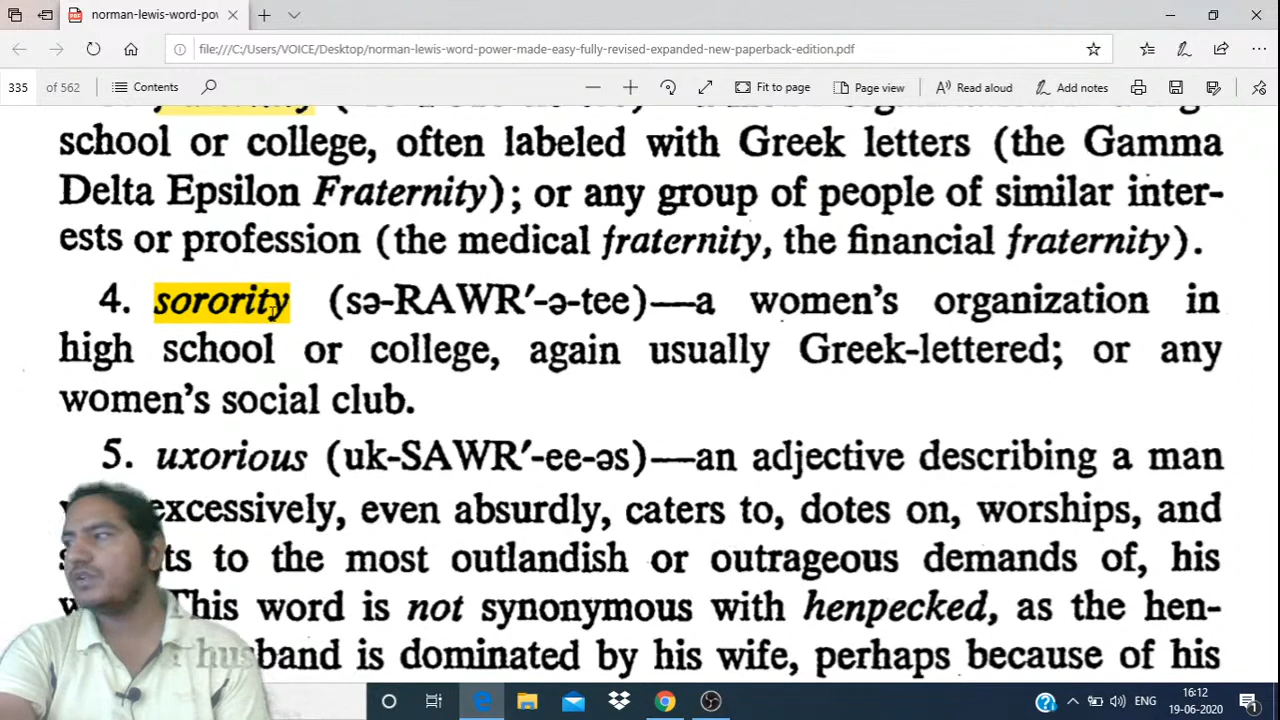 norman-lewis-word-pow
file:///C:/Users/VOICE/Desktop/norman-lewis-word-power-made-easy-fully-revised-expanded-new-paperback-edition.pdf
335 of 562 Contents Fit to page Page view Read aloud Add notes
school or college, often labeled with Greek letters (the Gamma
Delta Epsilon Fraternity); or any group of people of similar inter-
ests or profession (the medical fraternity, the financial fraternity).
4. sorority (sə-RAWR′-ə-tee)—a women's organization in
high school or college, again usually Greek-lettered; or any
women's social club.
5. uxorious (uk-SAWR′-ee-əs)—an adjective describing a man
excessively, even absurdly, caters to, dotes on, worships, and
to the most outlandish or outrageous demands of, his
This word is not synonymous with henpecked, as the hen-
husband is dominated by his wife, perhaps because of his
ENG
16:12
19-06-2020